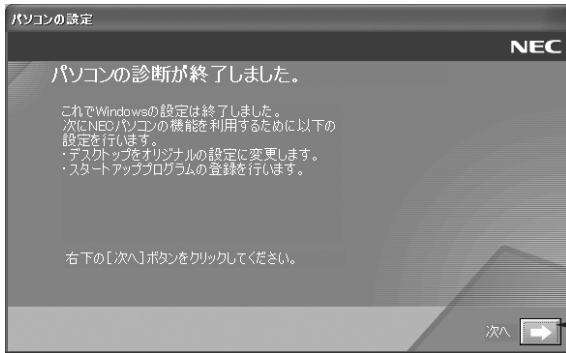 パソコンの設定
NEC
パソコンの診断が終了しました。
これでWindowsの設定は終了しました。
次にNECパソコンの機能を利用するために以下の
設定を行います。
・デスクトップをオリジナルの設定に変更します。
・スタートアッププログラムの登録を行います。
右下の[次へ]ボタンをクリックしてください。
次へ